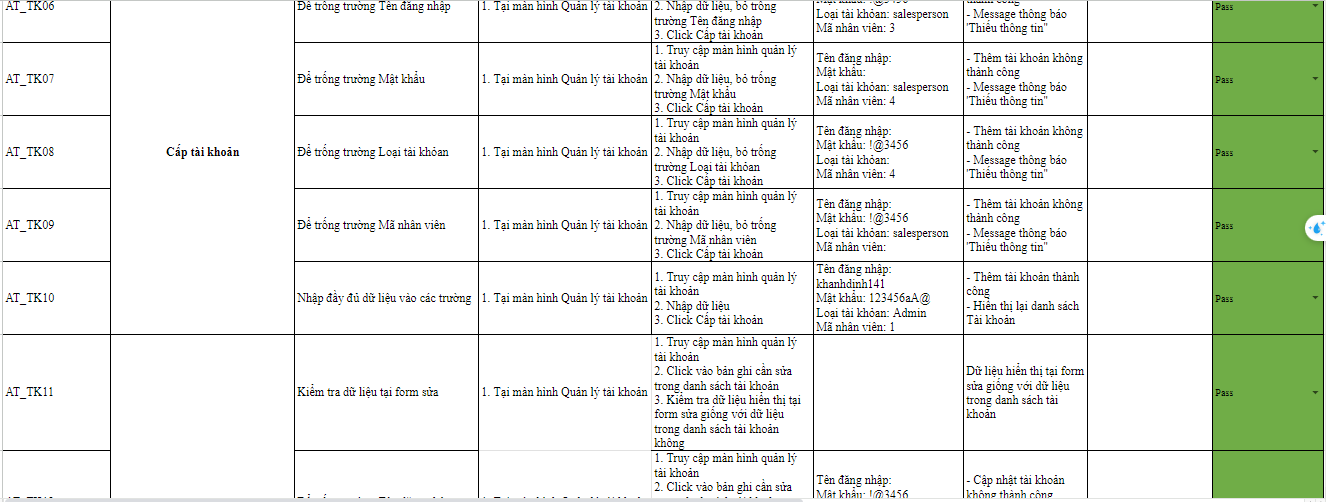 AT_TK06
Để trống trường Tên đăng nhập
1. Tại màn hình Quản lý tài khoản
2. Nhập dữ liệu, bỏ trống
trường Tên đăng nhập
3. Click Cấp tài khoản
Mật khẩu: !@3456
Loại tài khỏan: salesperson
Mã nhân viên: 3
thành công
- Message thông báo
'Thiếu thông tin"
Pass
AT_TK07
Để trống trường Mật khẩu
1. Tại màn hình Quản lý tài khoản
1. Truy cập màn hình quản lý
tài khoản
2. Nhập dữ liệu, bỏ trống
trường Mật khẩu
3. Click Cấp tài khoản
Tên đăng nhập:
Mật khẩu:
Loại tài khỏan: salesperson
Mã nhân viên: 4
- Thêm tài khoản không
thành công
- Message thông báo
'Thiếu thông tin"
Pass
AT_TK08
Cấp tài khoản
Để trống trường Loại tài khỏan
1. Tại màn hình Quản lý tài khoản
1. Truy cập màn hình quản lý
tài khoản
2. Nhập dữ liệu, bỏ trống
trường Loại tài khỏan
3. Click Cấp tài khoản
Tên đăng nhập:
Mật khẩu: !@3456
Loại tài khỏan:
Mã nhân viên: 4
- Thêm tài khoản không
thành công
- Message thông báo
'Thiếu thông tin"
Pass
AT_TK09
Để trống trường Mã nhân viên
1. Tại màn hình Quản lý tài khoản
1. Truy cập màn hình quản lý
tài khoản
2. Nhập dữ liệu, bỏ trống
trường Mã nhân viên
3. Click Cấp tài khoản
Tên đăng nhập:
Mật khẩu: !@3456
Loại tài khỏan: salesperson
Mã nhân viên:
- Thêm tài khoản không
thành công
- Message thông báo
'Thiếu thông tin"
Pass
AT_TK10
Nhập đầy đủ dữ liệu vào các trường
1. Tại màn hình Quản lý tài khoản
1. Truy cập màn hình quản lý
tài khoản
2. Nhập dữ liệu
3. Click Cấp tài khoản
Tên đăng nhập:
khanhdinh141
Mật khẩu: 123456aA@
Loại tài khỏan: Admin
Mã nhân viên: 1
- Thêm tài khoản thành
công
- Hiển thị lại danh sách
Tài khoản
Pass
AT_TK11
Kiểm tra dữ liệu tại form sửa
1. Tại màn hình Quản lý tài khoản
1. Truy cập màn hình quản lý
tài khoản
2. Click vào bản ghi cần sửa
trong danh sách tài khoản
3. Kiểm tra dữ liệu hiển thị tại
form sửa giống với dữ liệu
trong danh sách tài khoản
không
Dữ liệu hiển thị tại form
sửa giống với dữ liệu
trong danh sách tài
khoản
Pass
1. Truy cập màn hình quản lý
tài khoản
2. Click vào bản ghi cần sửa
Tên đăng nhập:
Mật khẩu: !@3456
- Cập nhật tài khoản
không thành công